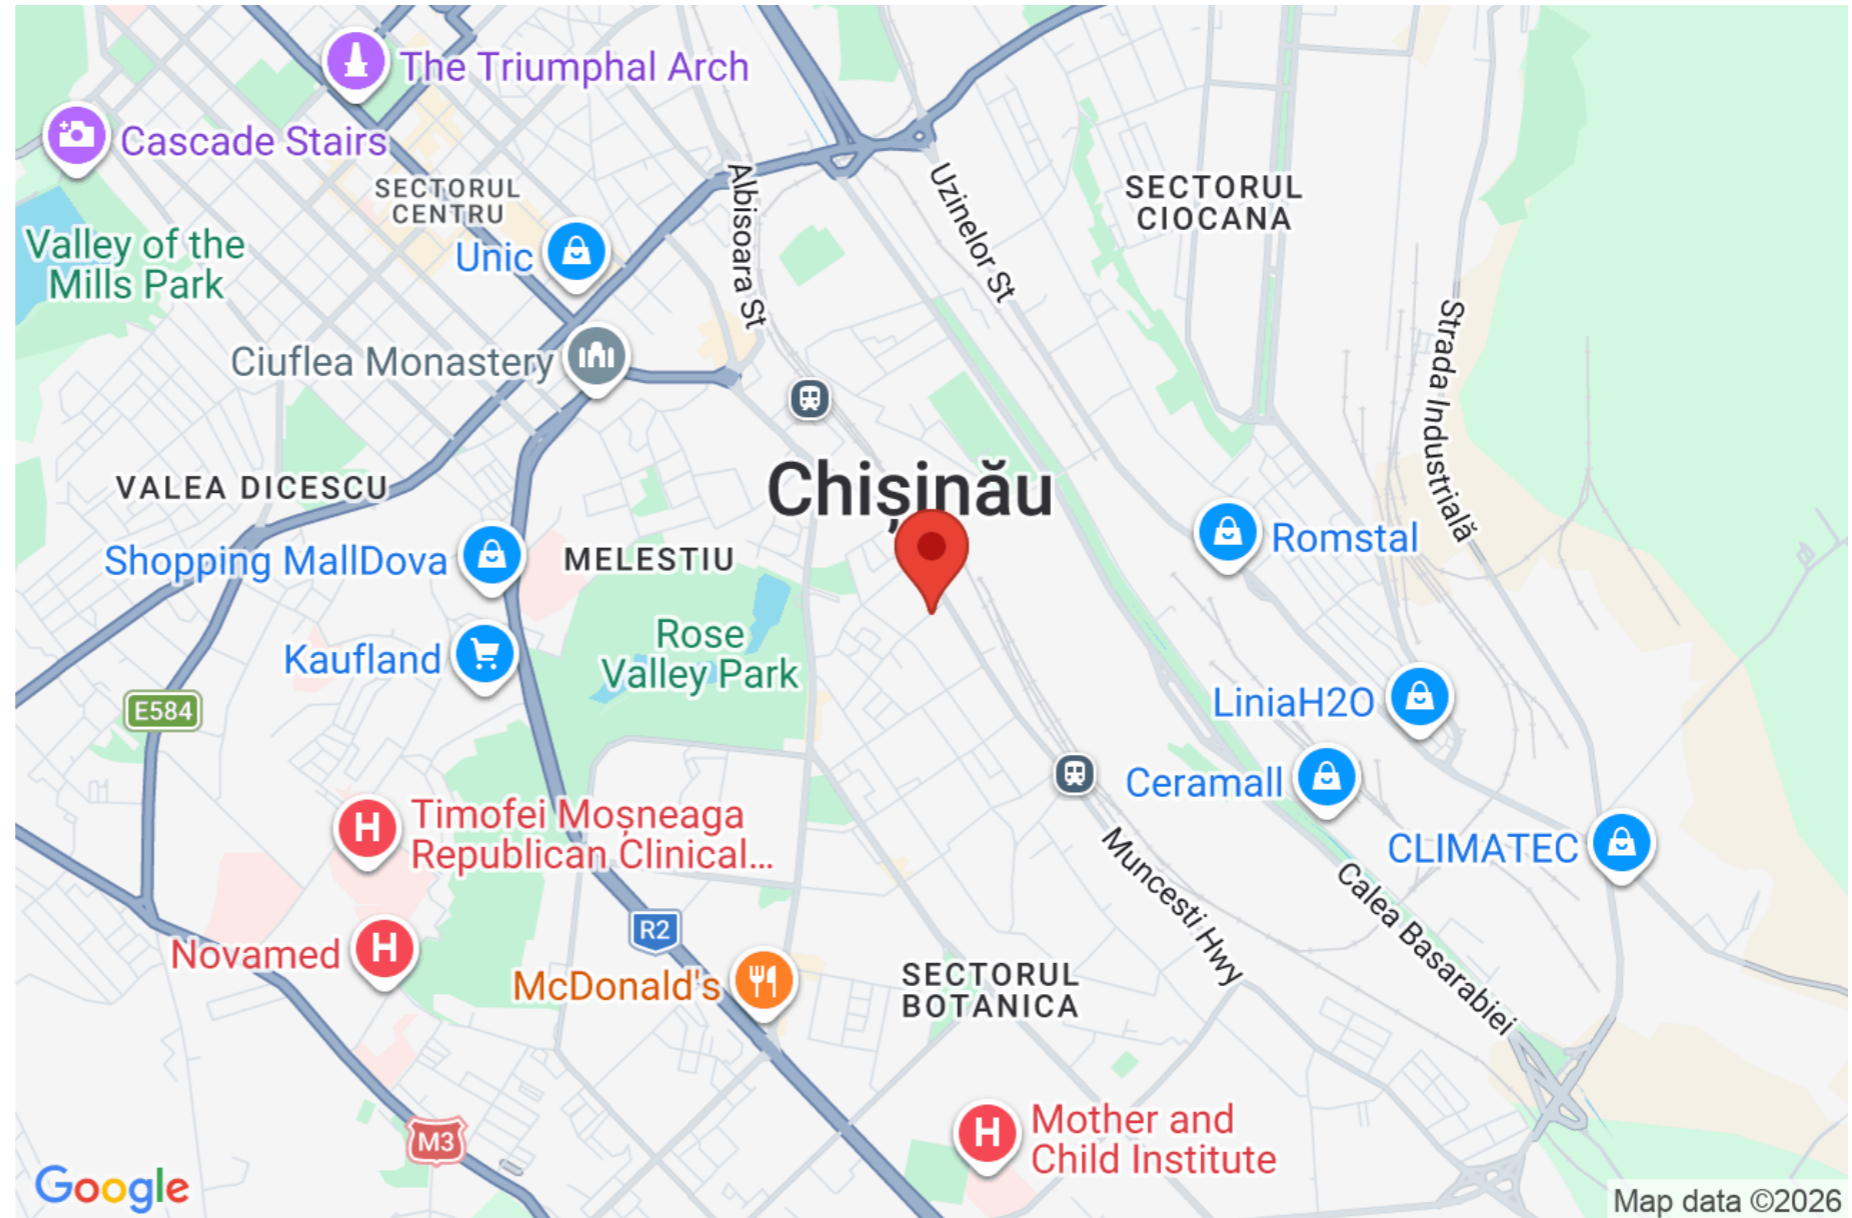 The Triumphal Arch
Cascade Stairs
SECTORUL
CENTRU
Valley of the
Mills Park
Unic
Albisoara St
Uzinelor St
SECTORUL
CIOCANA
Strada Industrială
Ciuflea Monastery
Chișinău
VALEA DICESCU
Shopping MallDova
MELESTIU
Romstal
Rose
Valley Park
Kaufland
E584
LiniaH2O
Ceramall
CLIMATEC
Timofei Moșneaga
Republican Clinical...
Muncesti Hwy
Calea Basarabiei
R2
Novamed
McDonald's
SECTORUL
BOTANICA
M3
Mother and
Child Institute
Google
Map data ©2026